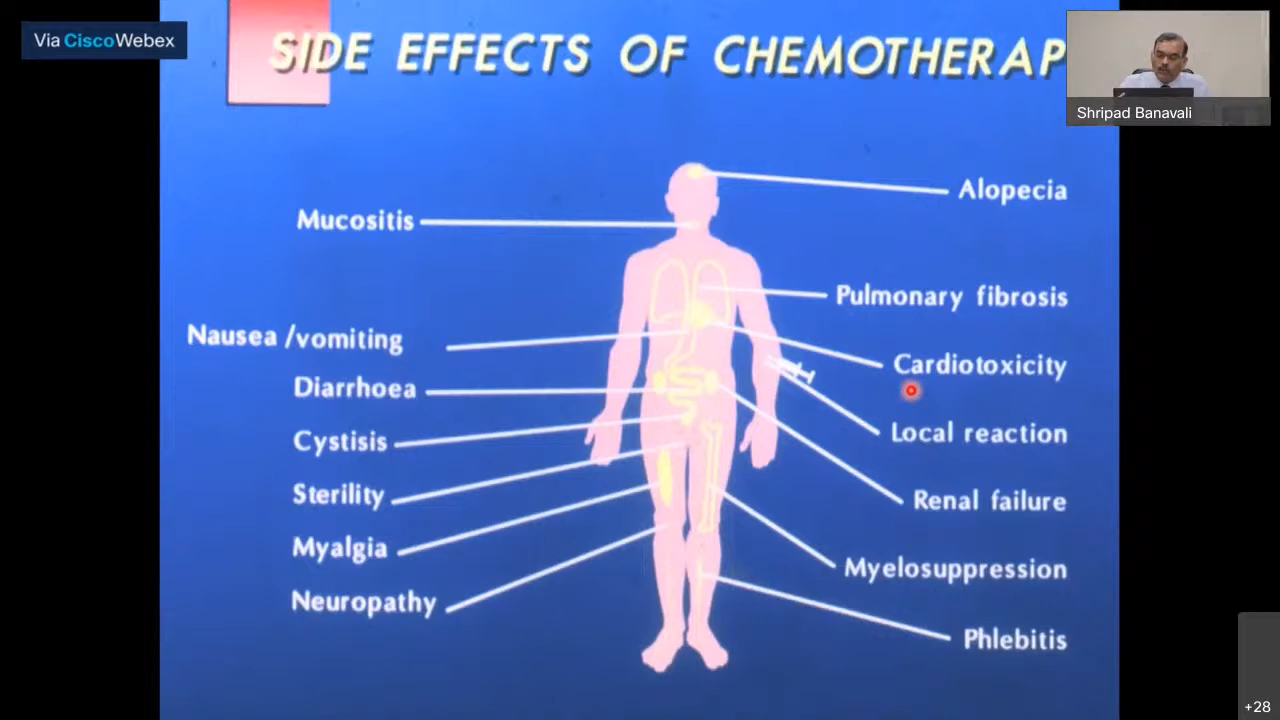 Via CiscoWebex
SIDE EFFECTS OF CHEMOTHERAP
Shripad Banavali
Alopecia
Mucositis
Pulmonary fibrosis
Nausea /vomiting
Cardiotoxicity
Diarrhoea
Local reaction
Cystisis
Sterility
Renal failure
Myalgia
Myelosuppression
Neuropathy
Phlebitis
+28